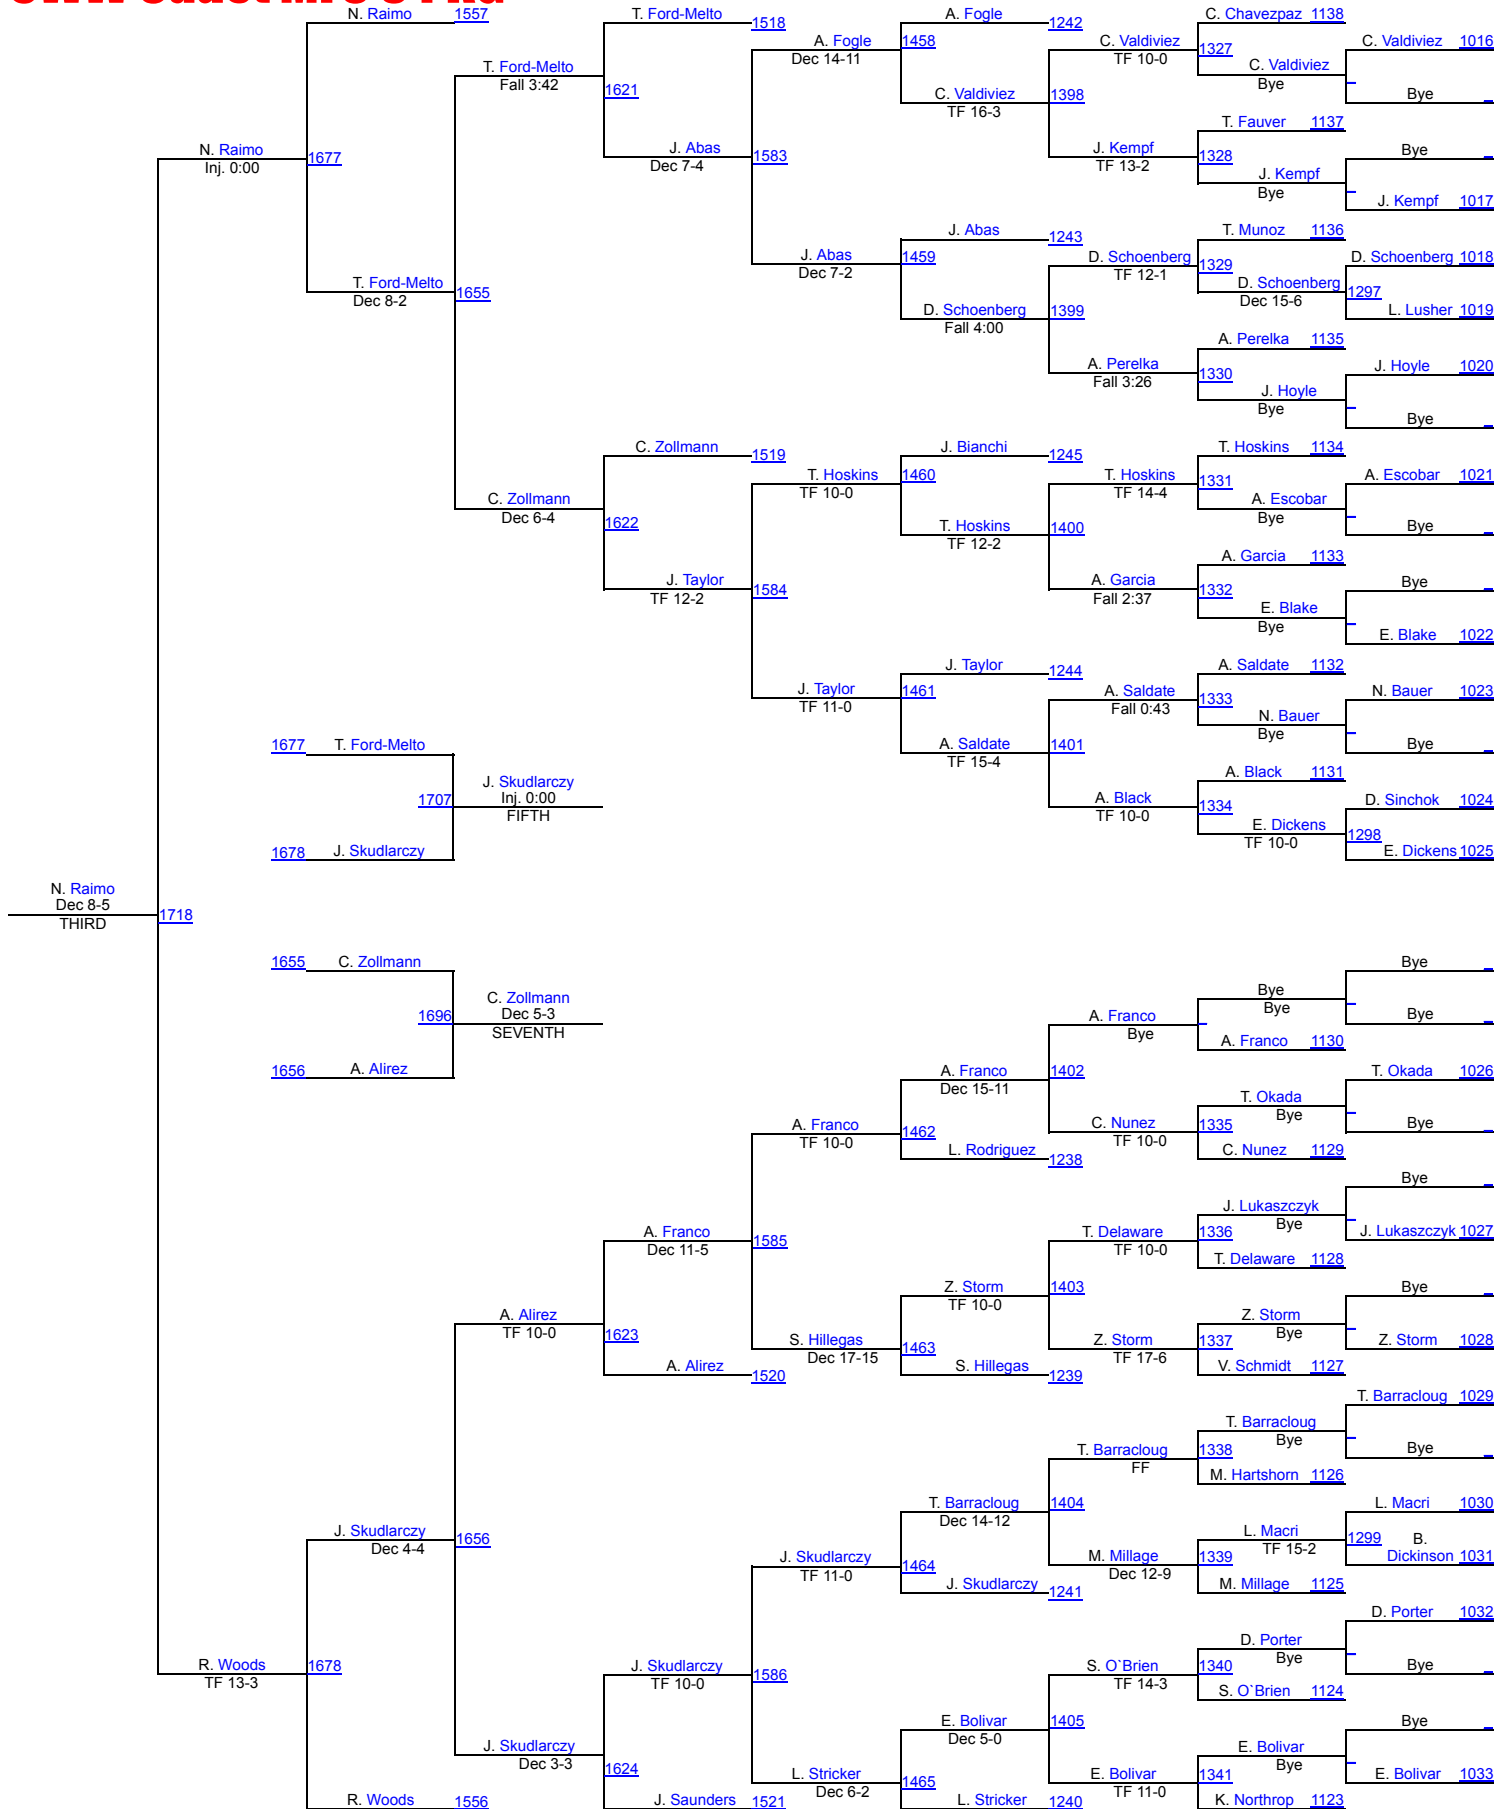 N. Raimo 1557
T. Ford-Melto 1518
A. Fogle 1242
C. Chavezpaz 1138
A. Fogle 1458
Dec 14-11
C. Valdiviez 1327
TF 10-0
C. Valdiviez 1016
T. Ford-Melto
Fall 3:42
1621
C. Valdiviez
Bye
C. Valdiviez 1398
TF 16-3
Bye
T. Fauver 1137
N. Raimo 1677
Inj. 0:00
J. Abas 1583
Dec 7-4
J. Kempf 1328
TF 13-2
Bye
J. Kempf
Bye
J. Kempf 1017
J. Abas 1243
T. Munoz 1136
J. Abas 1459
Dec 7-2
D. Schoenberg 1329
TF 12-1
D. Schoenberg 1018
T. Ford-Melto 1655
Dec 8-2
D. Schoenberg 1297
Dec 15-6
D. Schoenberg 1399
Fall 4:00
L. Lusher 1019
A. Perelka 1135
A. Perelka 1330
Fall 3:26
J. Hoyle 1020
J. Hoyle
Bye
Bye
C. Zollmann 1519
J. Bianchi 1245
T. Hoskins 1134
T. Hoskins 1460
TF 10-0
T. Hoskins 1331
TF 14-4
A. Escobar 1021
C. Zollmann
Dec 6-4
1622
A. Escobar
Bye
T. Hoskins 1400
TF 12-2
Bye
A. Garcia 1133
J. Taylor 1584
TF 12-2
A. Garcia 1332
Fall 2:37
Bye
E. Blake
Bye
E. Blake 1022
J. Taylor 1244
A. Saldate 1132
J. Taylor 1461
TF 11-0
A. Saldate 1333
Fall 0:43
N. Bauer 1023
N. Bauer
Bye
1677 T. Ford-Melto
A. Saldate 1401
TF 15-4
Bye
A. Black 1131
J. Skudlarczy
1707 Inj. 0:00
FIFTH
A. Black 1334
TF 10-0
D. Sinchok 1024
E. Dickens 1298
TF 10-0
1678 J. Skudlarczy
E. Dickens 1025
N. Raimo
Dec 8-5
THIRD
1718
1655 C. Zollmann
Bye
C. Zollmann
1696 Dec 5-3
SEVENTH
A. Franco
Bye
Bye
Bye
Bye
A. Franco 1130
1656 A. Alirez
A. Franco 1402
Dec 15-11
T. Okada 1026
T. Okada
Bye
A. Franco 1462
TF 10-0
C. Nunez 1335
TF 10-0
Bye
L. Rodriguez 1238
C. Nunez 1129
Bye
J. Lukaszczyk
Bye
A. Franco 1585
Dec 11-5
T. Delaware 1336
TF 10-0
J. Lukaszczyk 1027
T. Delaware 1128
Z. Storm 1403
TF 10-0
Bye
A. Alirez
TF 10-0
1623
Z. Storm
Bye
S. Hillegas 1463
Dec 17-15
Z. Storm 1337
TF 17-6
Z. Storm 1028
A. Alirez 1520
S. Hillegas 1239
V. Schmidt 1127
T. Barracloug 1029
T. Barracloug
Bye
T. Barracloug 1338
FF
Bye
M. Hartshorn 1126
T. Barracloug 1404
Dec 14-12
L. Macri 1030
J. Skudlarczy 1656
Dec 4-4
L. Macri 1299
TF 15-2
B.
Dickinson 1031
J. Skudlarczy 1464
TF 11-0
M. Millage 1339
Dec 12-9
J. Skudlarczy 1241
M. Millage 1125
D. Porter 1032
D. Porter
Bye
R. Woods 1678
TF 13-3
J. Skudlarczy 1586
TF 10-0
S. O`Brien 1340
TF 14-3
Bye
S. O`Brien 1124
E. Bolivar 1405
Dec 5-0
Bye
J. Skudlarczy
Dec 3-3
1624
E. Bolivar
Bye
L. Stricker 1465
Dec 6-2
E. Bolivar 1341
TF 11-0
E. Bolivar 1033
R. Woods 1556
J. Saunders 1521
L. Stricker 1240
K. Northrop 1123